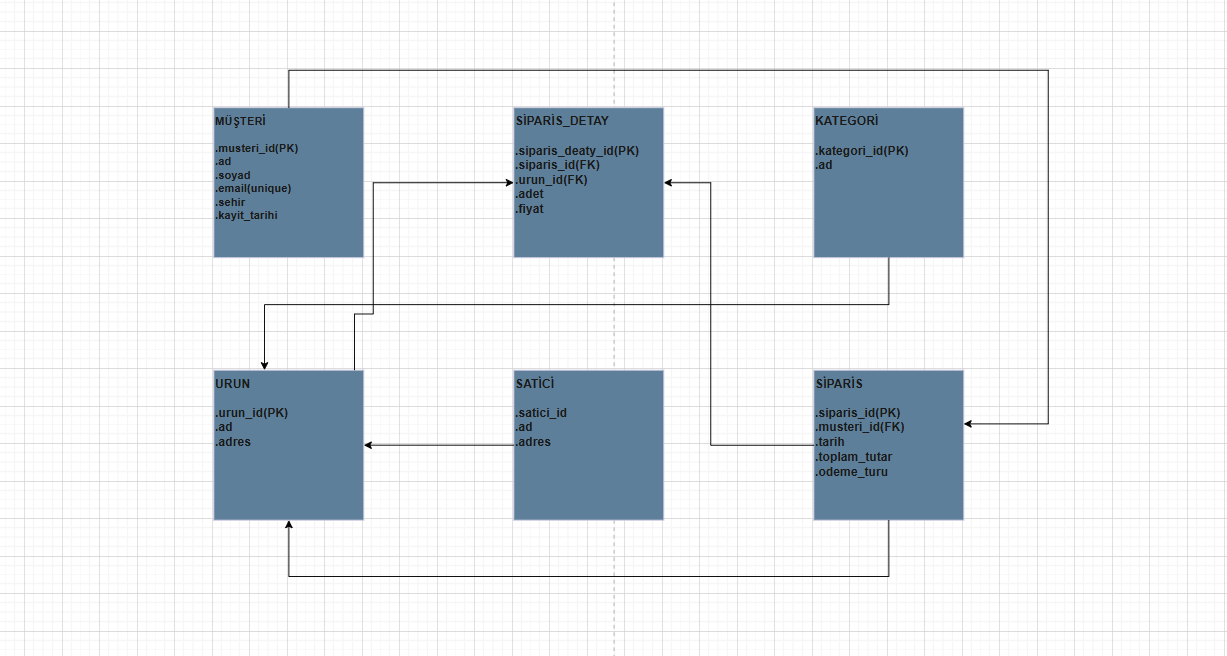 MÜŞTERİ
.musteri_id(PK)
.ad
.soyad
.email(unique)
.sehir
.kayit_tarihi
SİPARİS_DETAY
.siparis_deaty_id(PK)
.siparis_id(FK)
.urun_id(FK)
.adet
.fiyat
KATEGORİ
.kategori_id(PK)
.ad
URUN
.urun_id(PK)
.ad
.adres
SATİCİ
.satici_id
.ad
.adres
SİPARİS
.siparis_id(PK)
.musteri_id(FK)
.tarih
.toplam_tutar
.odeme_turu